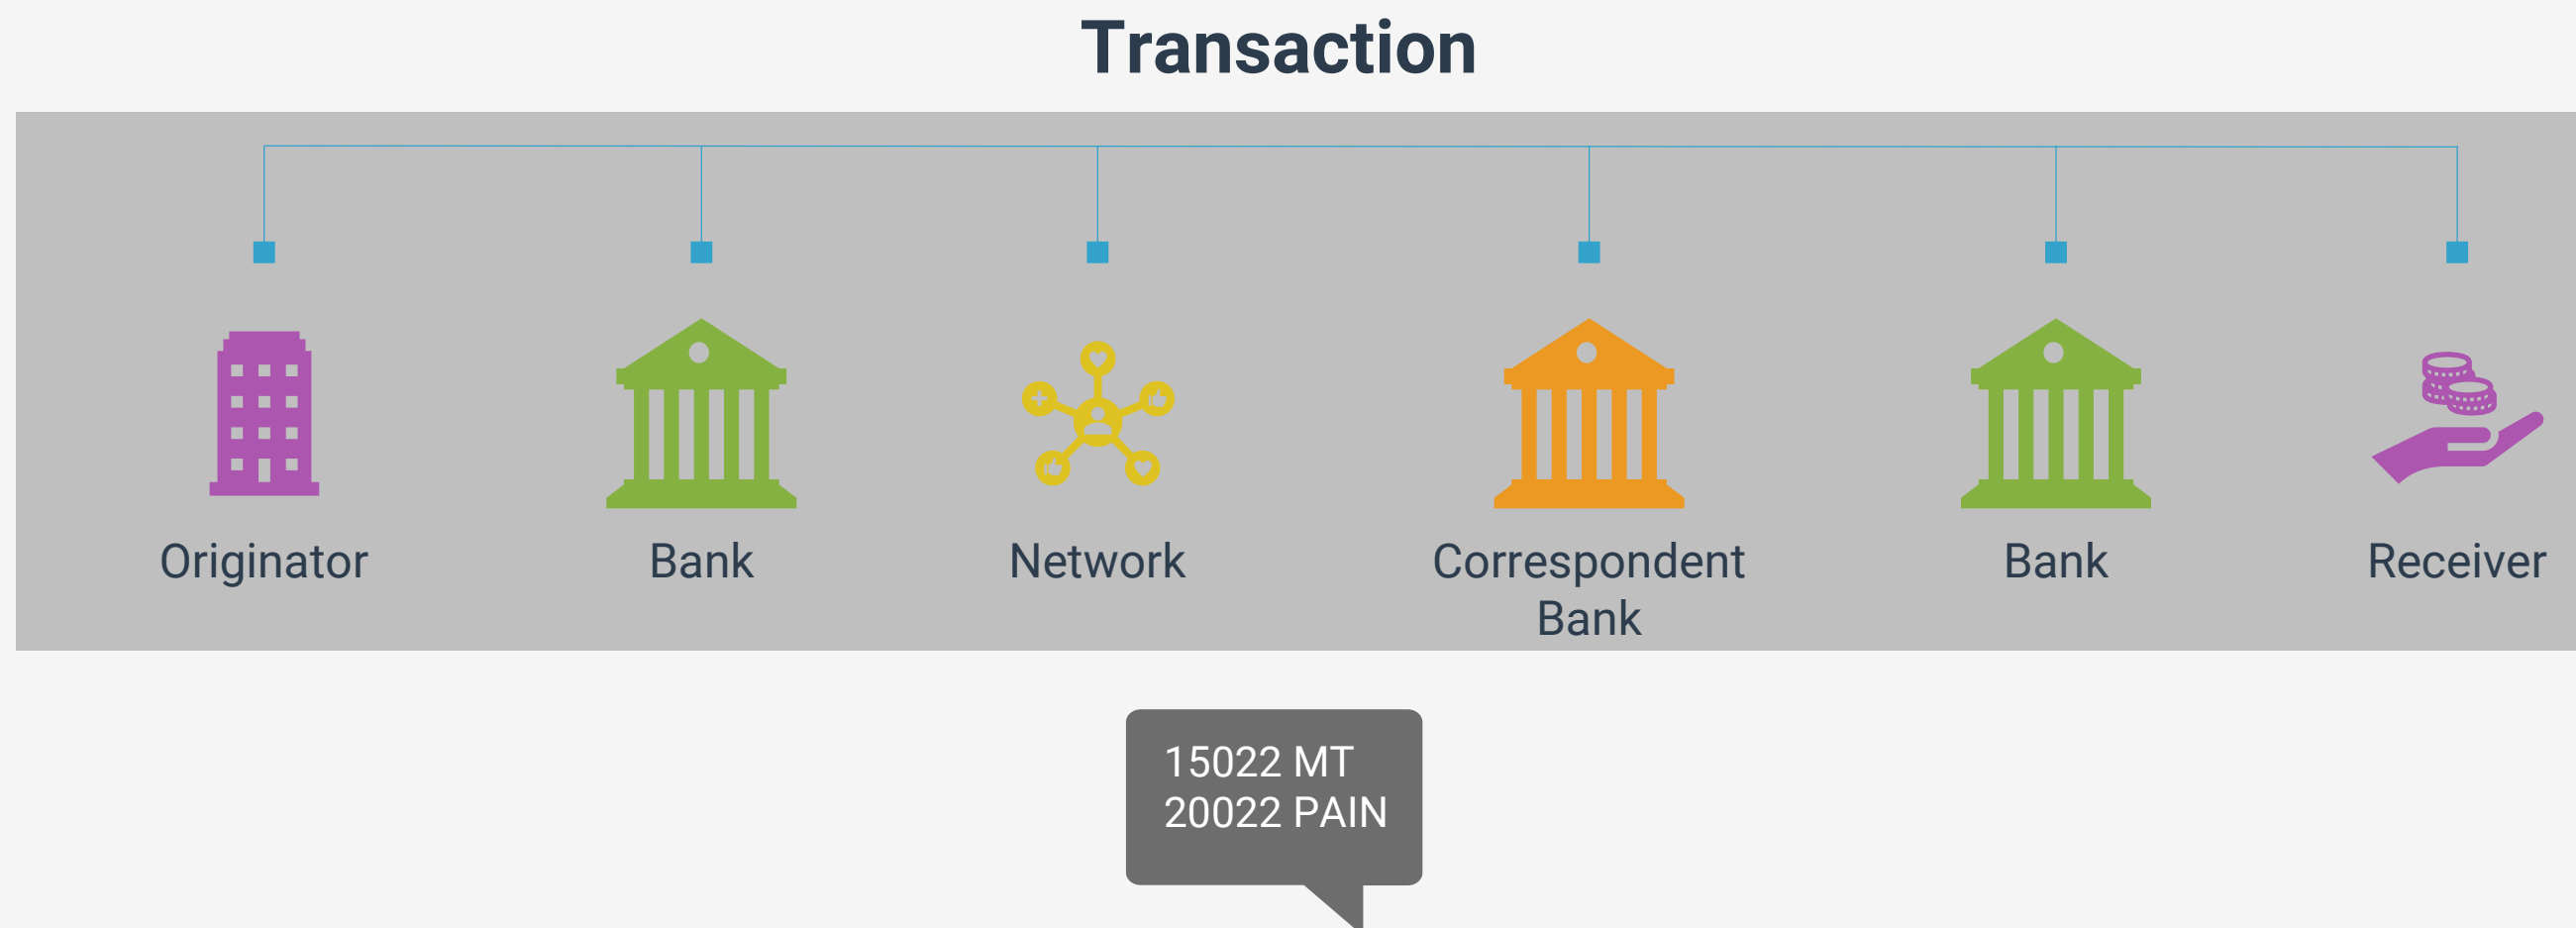 Transaction
Originator
Bank
Network
Correspondent
Bank
Bank
Receiver
15022 MT
20022 PAIN